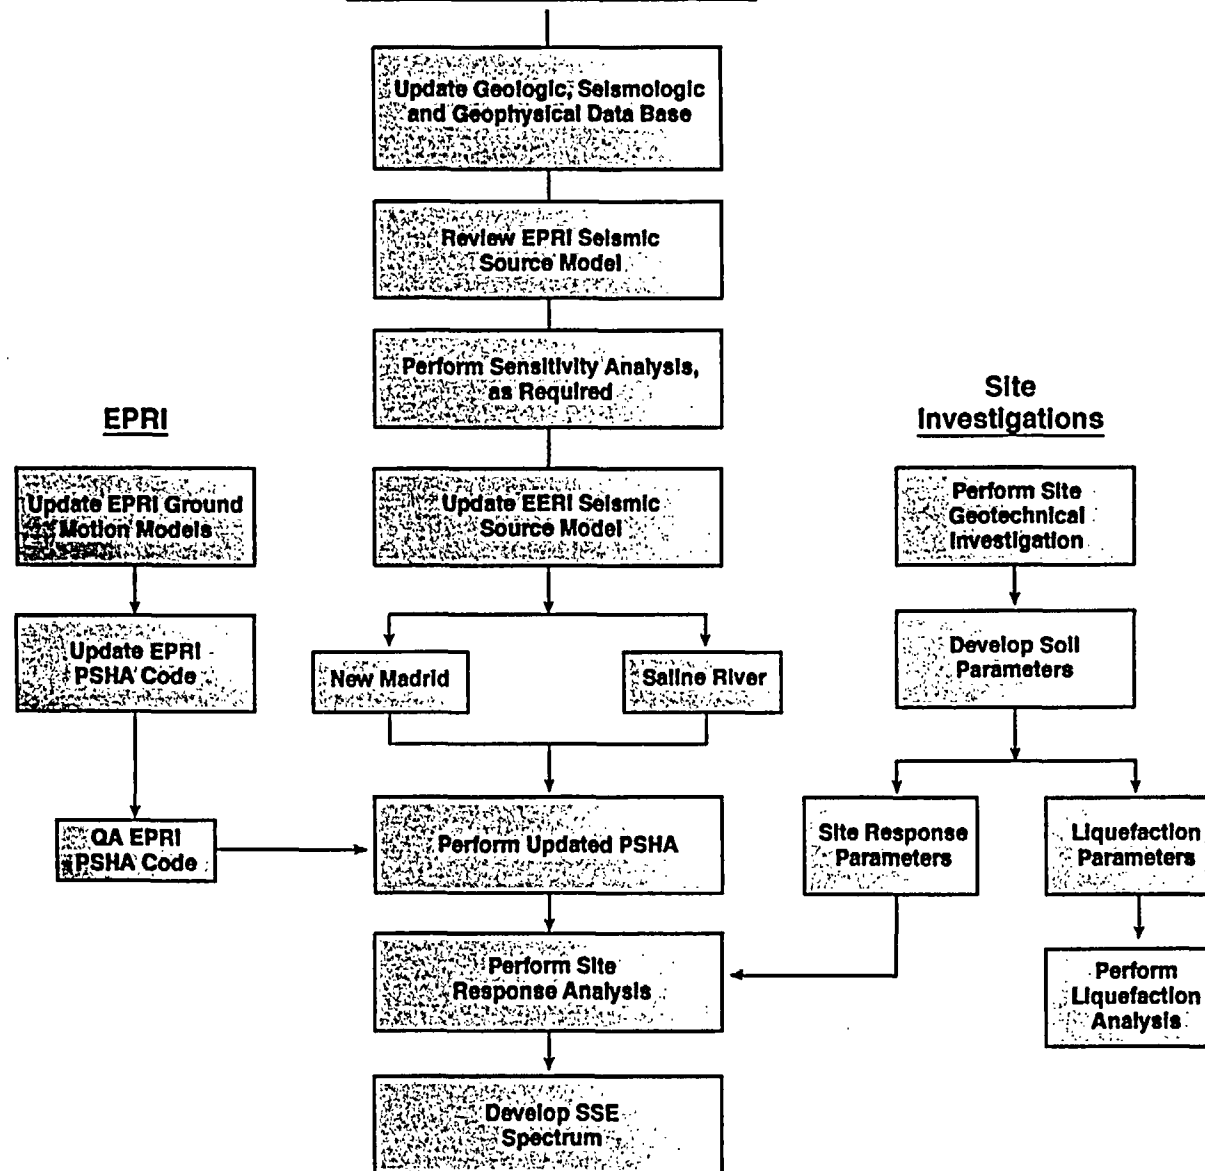 Update Geologic, Seismologic
and Geophysical Data Base
Review EPRI Seismic
Source Model
Perform Sensitivity Analysis,
as Required
EPRI
Site
Investigations
Update EPRI Ground
Motion Models
Update EERI Seismic
Source Model
Perform Site
Geotechnical
Investigation
Update EPRI
PSHA Code
New Madrid
Saline River
Develop Soil
Parameters
QA EPRI
PSHA Code
Perform Updated PSHA
Site Response
Parameters
Liquefaction
Parameters
Perform Site
Response Analysis
Perform
Liquefaction
Analysis
Develop SSE
Spectrum